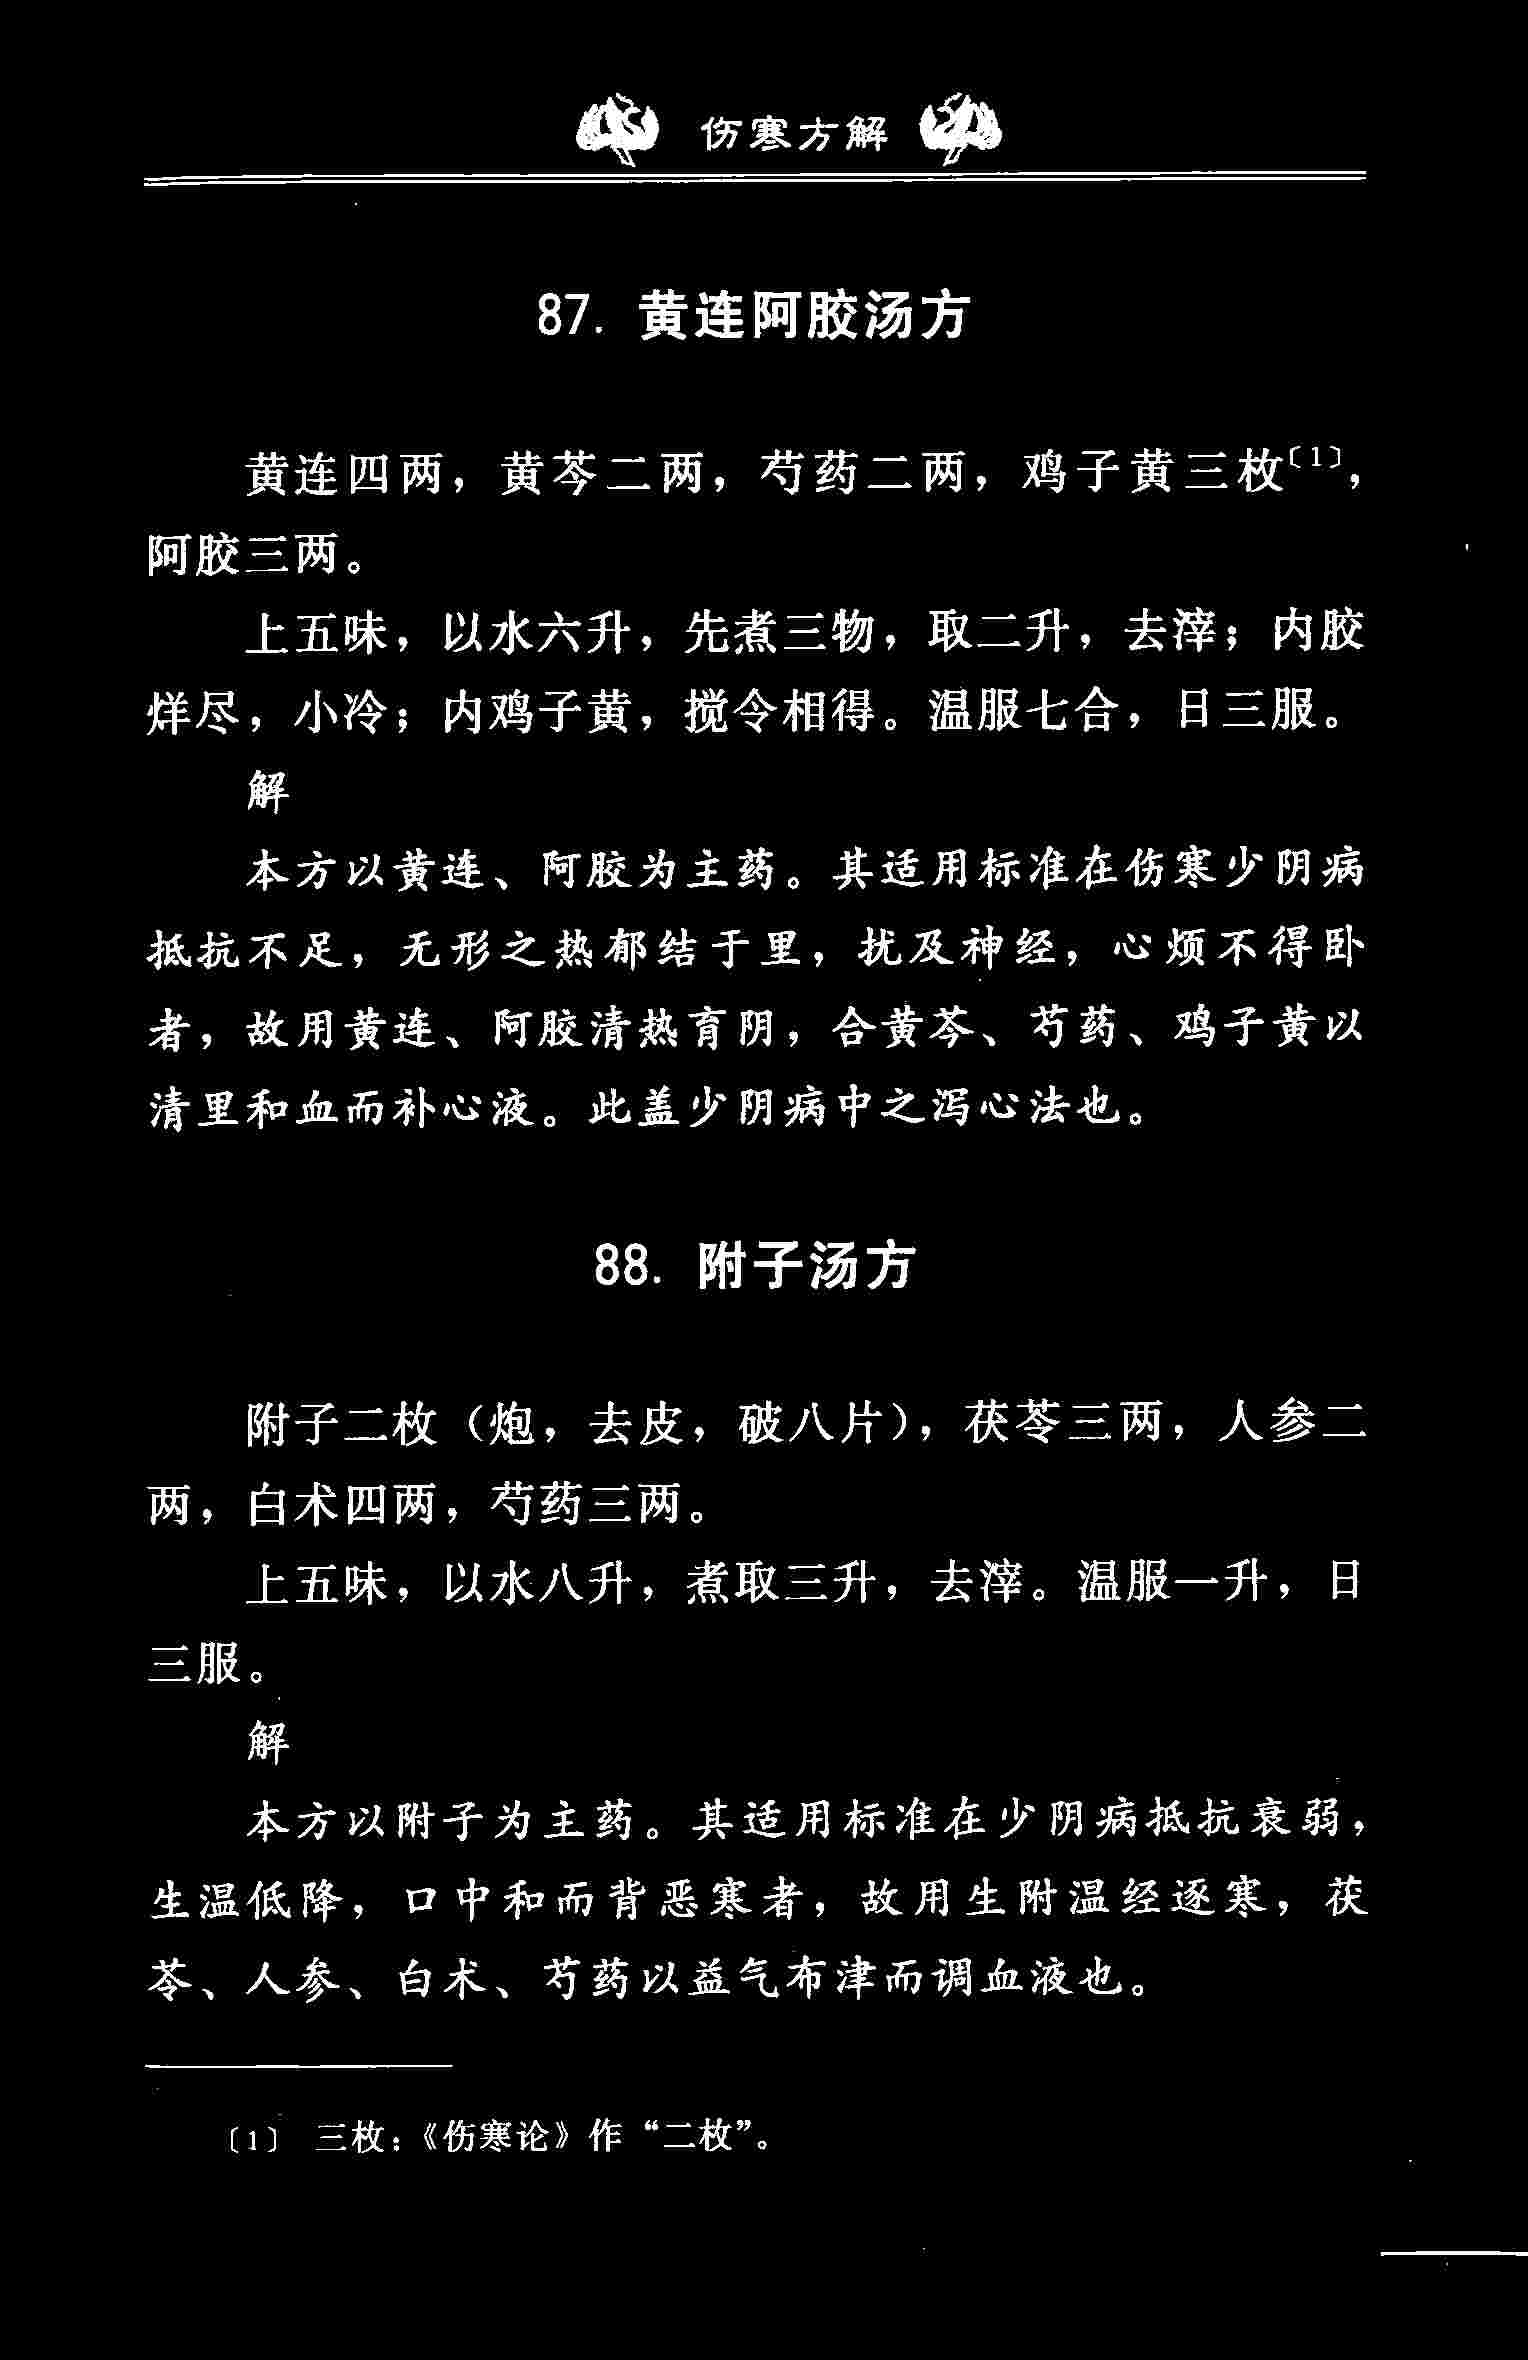 伤寒方解
87. 黄连阿胶汤方
黄连四两，黄芩二两，芍药二两，鸡子黄三枚〔1〕，
阿胶三两。
上五味，以水六升，先煮三物，取二升，去滓；内胶
烊尽，小冷；内鸡子黄，搅令相得。温服七合，日三服。
解
本方以黄连、阿胶为主药。其适用标准在伤寒少阴病
抵抗不足，无形之热郁结于里，扰及神经，心烦不得卧
者，故用黄连、阿胶清热育阴，合黄芩、芍药、鸡子黄以
清里和血而补心液。此盖少阴病中之泻心法也。
88. 附子汤方
附子二枚（炮，去皮，破八片），茯苓三两，人参二
两，白术四两，芍药三两。
上五味，以水八升，煮取三升，去滓。温服一升，日
三服。
解
本方以附子为主药。其适用标准在少阴病抵抗衰弱，
生温低降，口中和而背恶寒者，故用生附温经逐寒，茯
苓、人参、白术、芍药以益气布津而调血液也。
〔1〕 三枚：《伤寒论》作“二枚”。